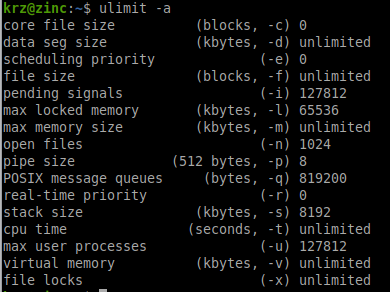 krz@zinc:~$ ulimit -a
core file size          (blocks, -c) 0
data seg size           (kbytes, -d) unlimited
scheduling priority             (-e) 0
file size               (blocks, -f) unlimited
pending signals                 (-i) 127812
max locked memory       (kbytes, -l) 65536
max memory size         (kbytes, -m) unlimited
open files                      (-n) 1024
pipe size            (512 bytes, -p) 8
POSIX message queues     (bytes, -q) 819200
real-time priority              (-r) 0
stack size              (kbytes, -s) 8192
cpu time               (seconds, -t) unlimited
max user processes              (-u) 127812
virtual memory          (kbytes, -v) unlimited
file locks                      (-x) unlimited